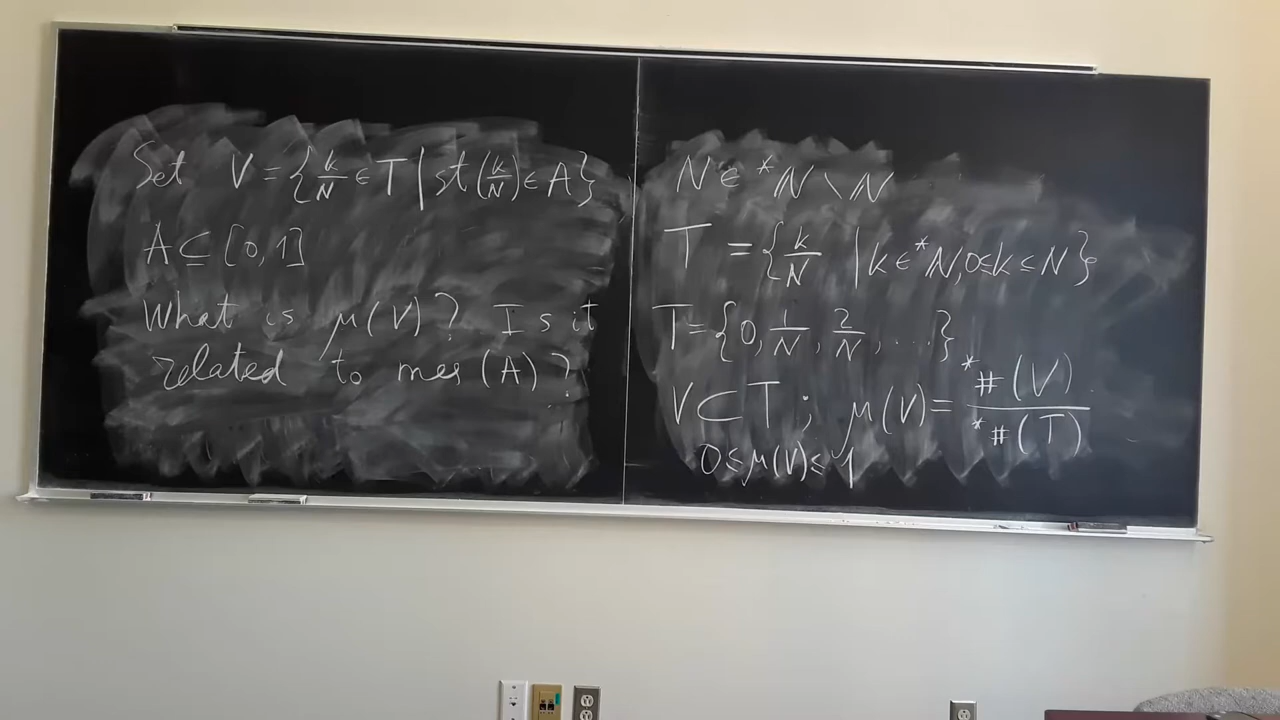 Set V = {k/N ∈ T | st(k/N) ∈ A}
A ⊆ [0,1]
What is μ(V)? Is it
related to mes(A)?
N ∈ *N \ N
T = {k/N | k ∈ *N, 0≤k≤N}
T = {0, 1/N, 2/N, ...}
V ⊂ T ; μ(V) = *#(V) / *#(T)
0 ≤ μ(V) ≤ 1